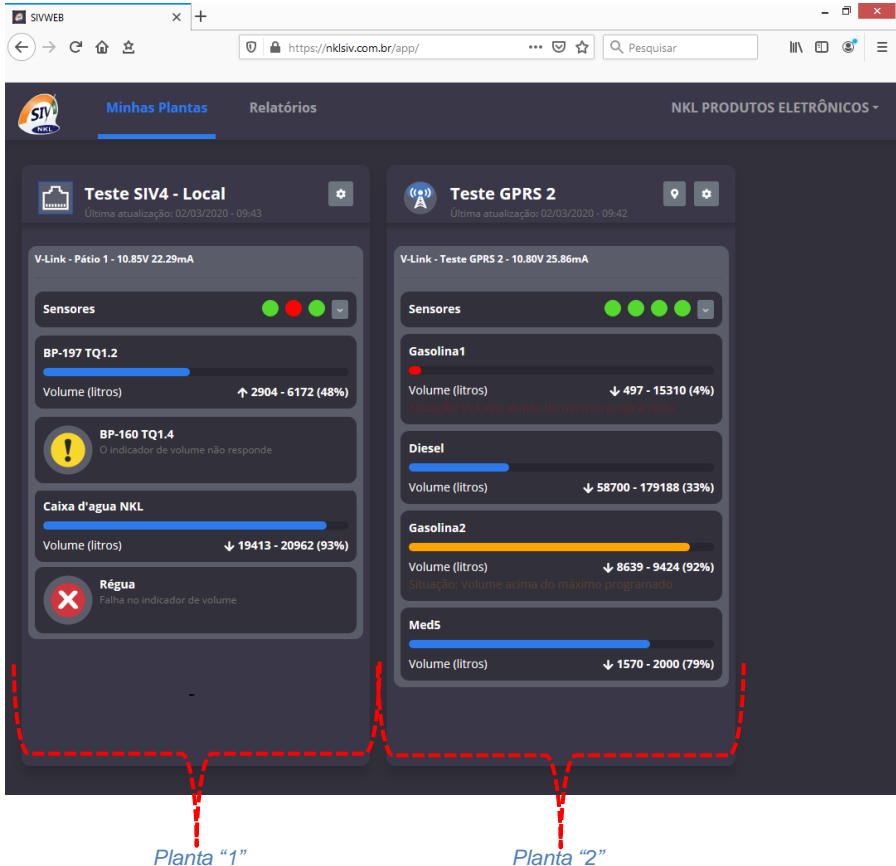 SIVWEB
https://nklsiv.com.br/app/
Pesquisar
SIV
NKL
Minhas Plantas
Relatórios
NKL PRODUTOS ELETRÔNICOS
Teste SIV4 - Local
Última atualização: 02/03/2020 - 09:43
V-Link - Pátio 1 - 10.85V 22.29mA
Sensores
BP-197 TQ1.2
Volume (litros) 2904 - 6172 (48%)
BP-160 TQ1.4
O indicador de volume não responde
Caixa d'agua NKL
Volume (litros) 19413 - 20962 (93%)
Régua
Falha no indicador de volume
Teste GPRS 2
Última atualização: 02/03/2020 - 09:42
V-Link - Teste GPRS 2 - 10.80V 25.86mA
Sensores
Gasolina1
Volume (litros) 497 - 15310 (4%)
Diesel
Volume (litros) 58700 - 179188 (33%)
Gasolina2
Volume (litros) 8639 - 9424 (92%)
Situação: Volume acima do máximo programado
Med5
Volume (litros) 1570 - 2000 (79%)
Planta “1”
Planta “2”